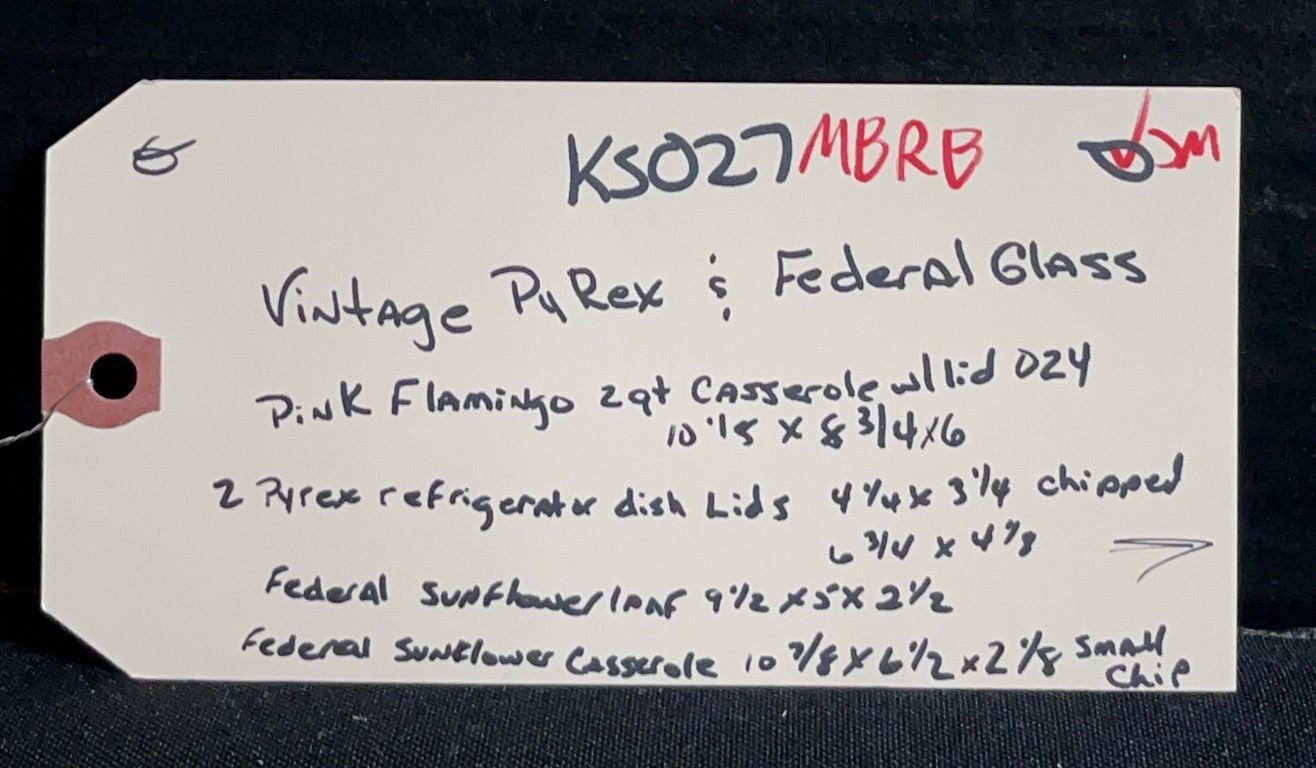 KS027 MBRB
Vintage PyRex & Federal Glass
Pink Flamingo 2qt Casserole w/ lid 024
10 1/8 x 8 3/4 x 6
2 Pyrex refrigerator dish Lids 4 1/4 x 3 1/4 chipped
6 3/4 x 4 7/8
Federal Sunflower loaf 9 1/2 x 5 x 2 1/2
Federal Sunflower Casserole 10 7/8 x 6 1/2 x 2 1/8 Small
Chip